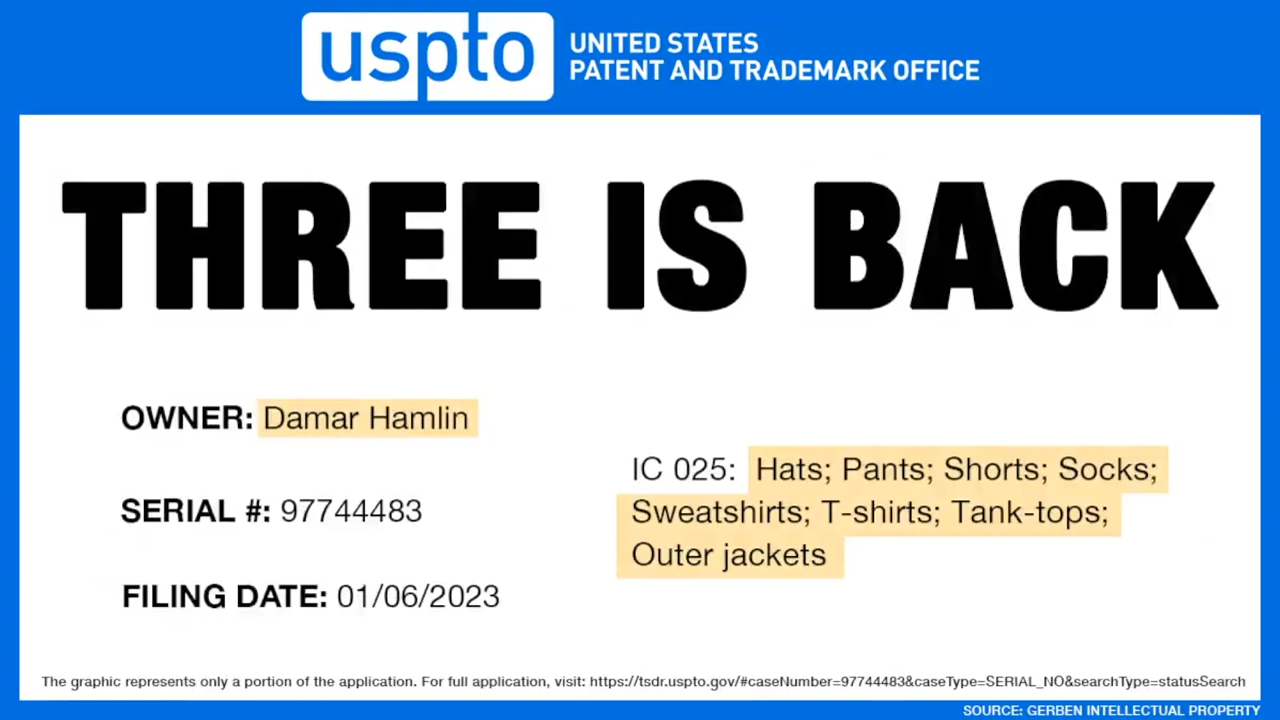 uspto
UNITED STATES
PATENT AND TRADEMARK OFFICE
THREE IS BACK
OWNER: Damar Hamlin
SERIAL #: 97744483
FILING DATE: 01/06/2023
IC 025: Hats; Pants; Shorts; Socks;
Sweatshirts; T-shirts; Tank-tops;
Outer jackets
The graphic represents only a portion of the application. For full application, visit: https://tsdr.uspto.gov/#caseNumber=97744483&caseType=SERIAL_NO&searchType=statusSearch
SOURCE: GERBEN INTELLECTUAL PROPERTY